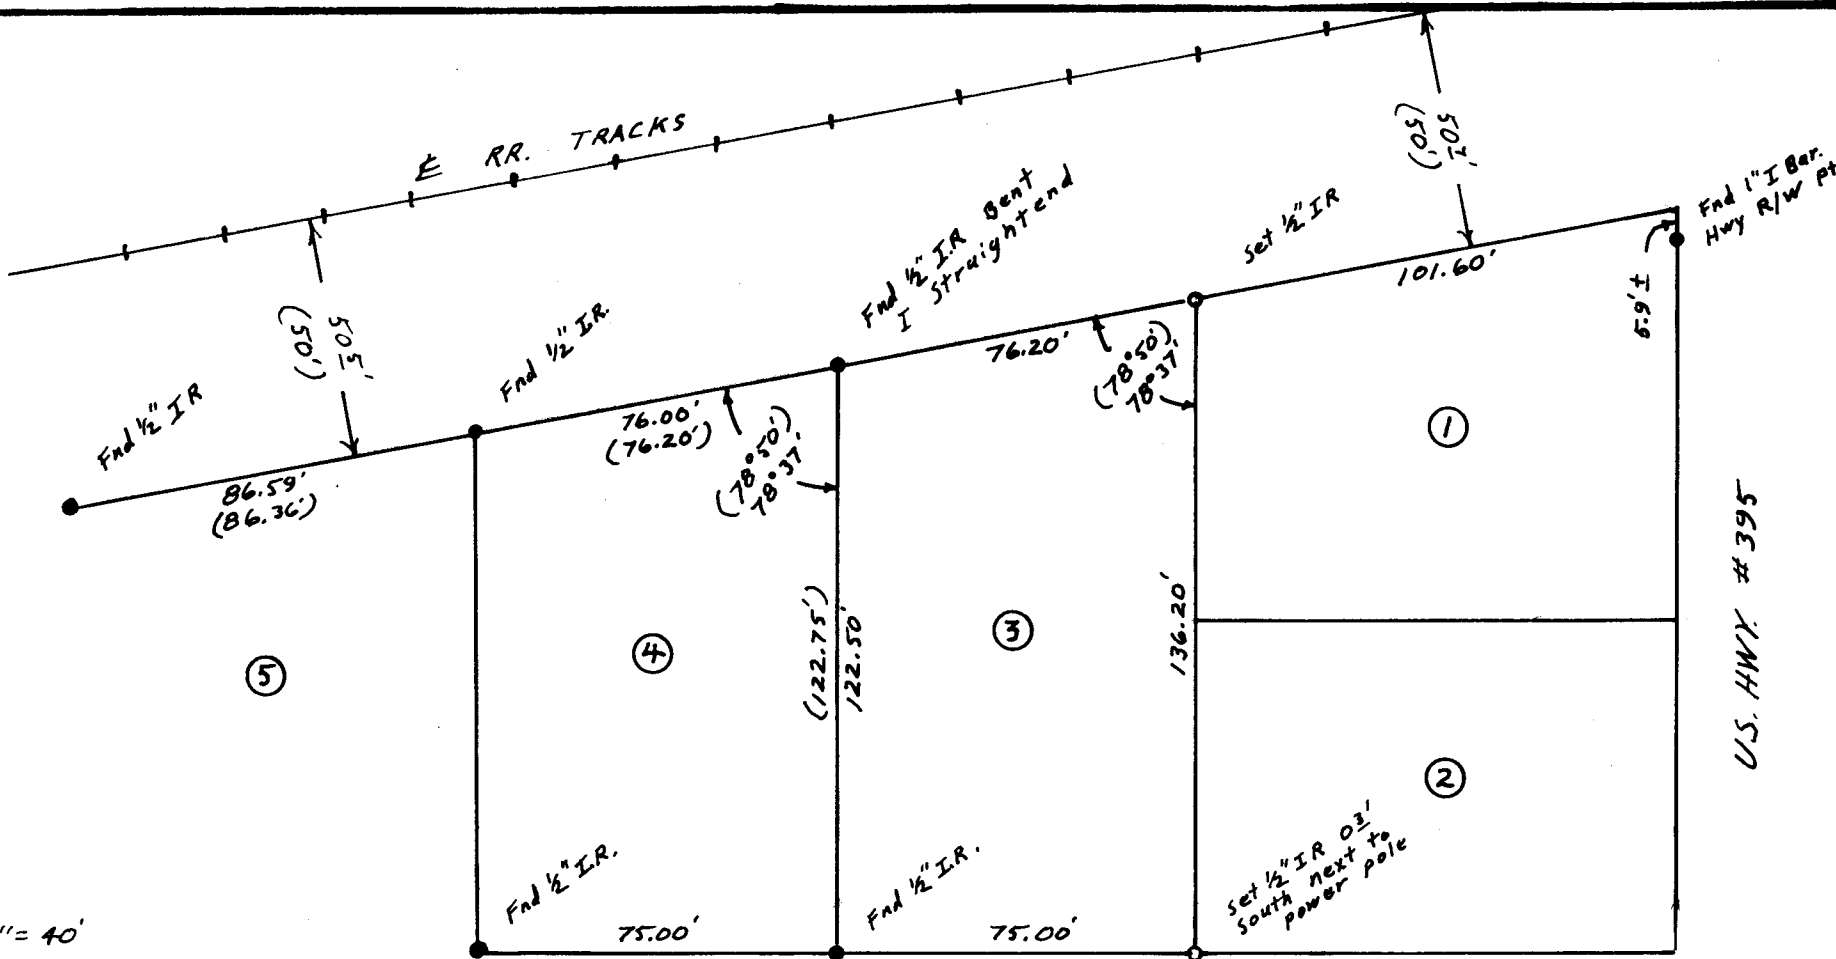 ℄ RR. TRACKS
50±'
(50')
Fnd 1" I Bar.
Hwy R/W pt
5.9'±
Set ½" IR
101.60'
Fnd ½" I.R Bent
I straightend
76.20'
(78°50')
78°37'
Fnd ½" I.R.
50.5'
(50')
76.00'
(76.20')
(78°50')
78°37'
Fnd ½" IR
86.59'
(86.36')
①
US. HWY. #395
(122.75')
122.50'
136.20'
③
④
⑤
②
Set ½" IR 0.3'
South next to
power pole
Fnd ½" I.R.
Fnd ½" I.R.
75.00'
75.00'
"= 40'